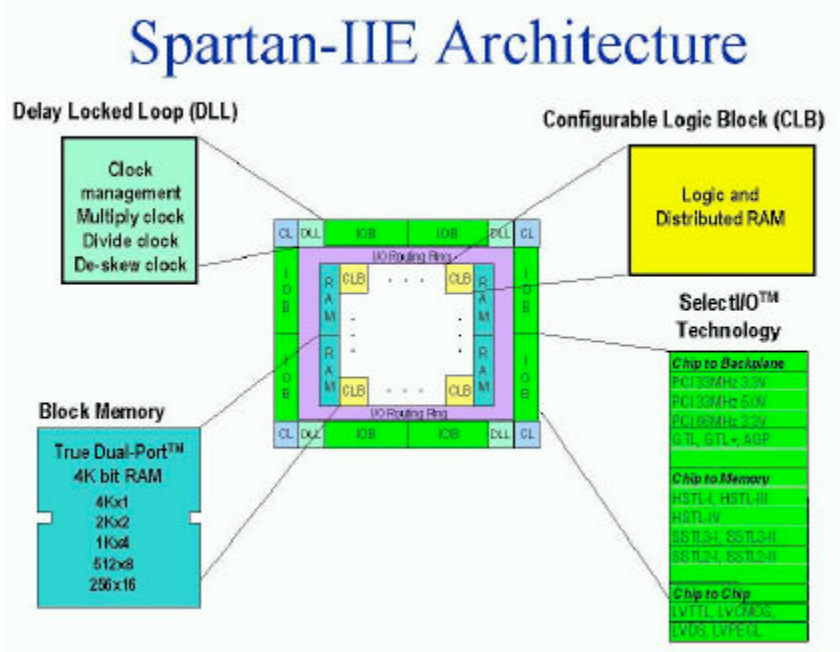 Spartan-IIE Architecture
Delay Locked Loop (DLL)
Clock
management
Multiply clock
Divide clock
De-skew clock
Configurable Logic Block (CLB)
Logic and
Distributed RAM
CL DLL IOB IOB DLL CL
I/O Routing Ring
IOB
RAM
CLB . . . CLB
RAM
IOB
IOB
RAM
CLB . . . CLB
RAM
IOB
I/O Routing Ring
CL DLL IOB IOB DLL CL
SelectI/O™
Technology
Chip to Backplane
PCI 33MHz 3.3V
PCI 33MHz 5.0V
PCI 66MHz 3.3V
GTL, GTL+, AGP
Chip to Memory
HSTL-I, HSTL-III
HSTL-IV
SSTL3-I, SSTL3-II
SSTL2-I, SSTL2-II
Chip to Chip
LVTTL, LVCMOS,
LVDS, LVPECL
Block Memory
True Dual-Port™
4K bit RAM
4Kx1
2Kx2
1Kx4
512x8
256x16